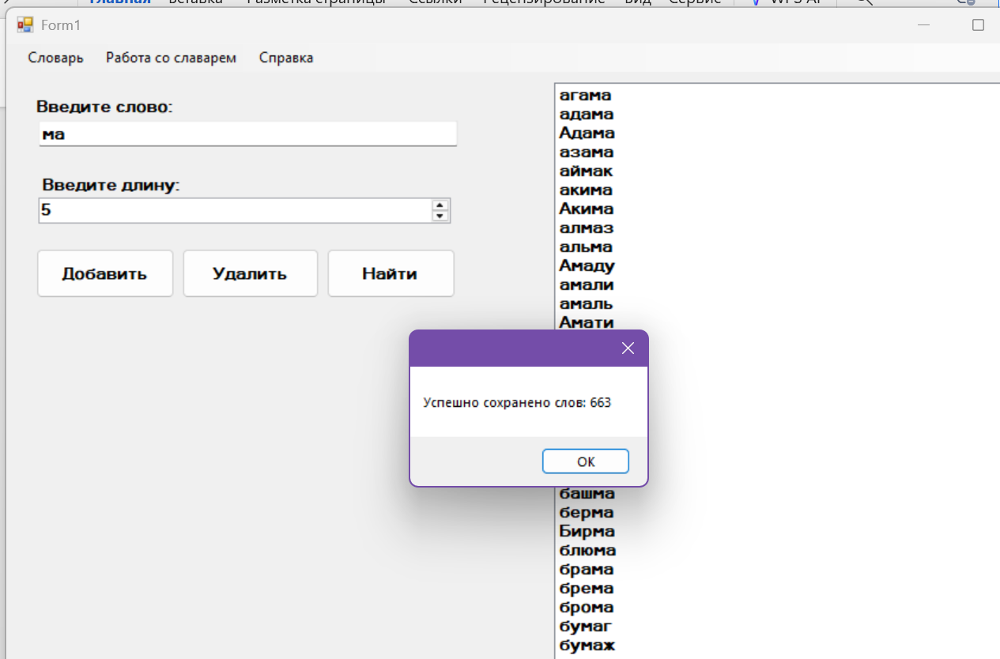 Главная Вставка Разметка страницы Ссылки Рецензирование Вид Сервис WPS AI
Form1
Словарь Работа со славарем Справка
Введите слово:
ма
Введите длину:
5
Добавить Удалить Найти
агама
адама
Адама
азама
аймак
акима
Акима
алмаз
альма
Амаду
амали
амаль
Амати
Успешно сохранено слов: 663
OK
башма
берма
Бирма
блюма
брама
брема
брома
бумаг
бумаж